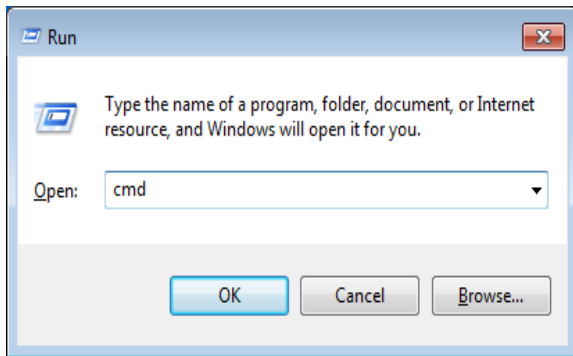 Run
Type the name of a program, folder, document, or Internet
resource, and Windows will open it for you.
Open: cmd
OK Cancel Browse...